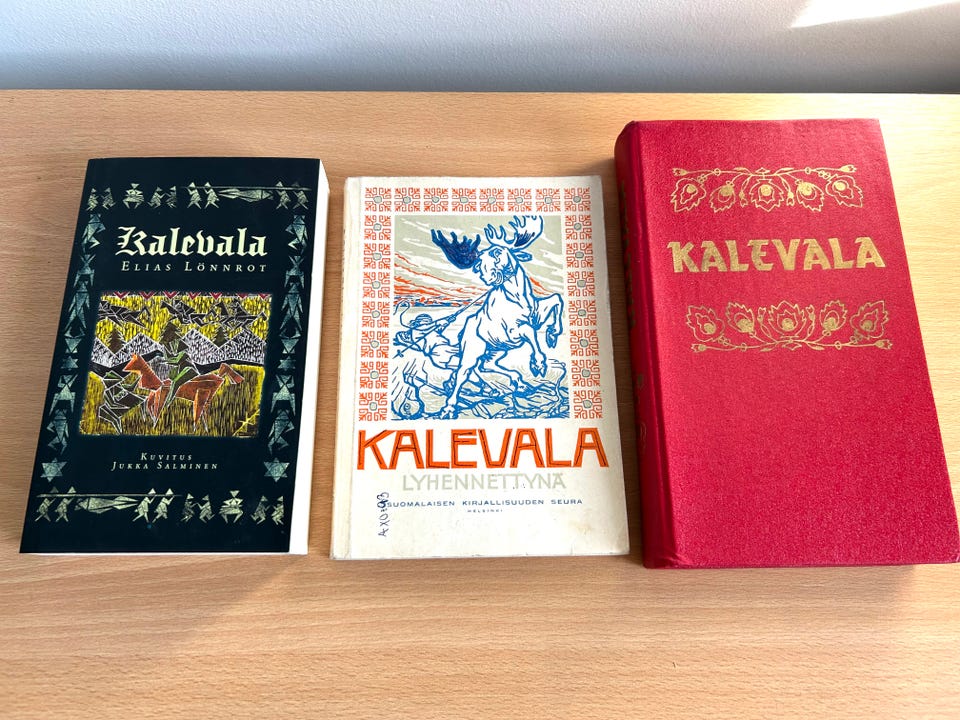 Kalevala
ELIAS LÖNNROT
KUVITUS
JUKKA SALMINEN
KALEVALA
LYHENNETTYNÄ
SUOMALAISEN KIRJALLISUUDEN SEURA
HELSINKI
KALEVALA